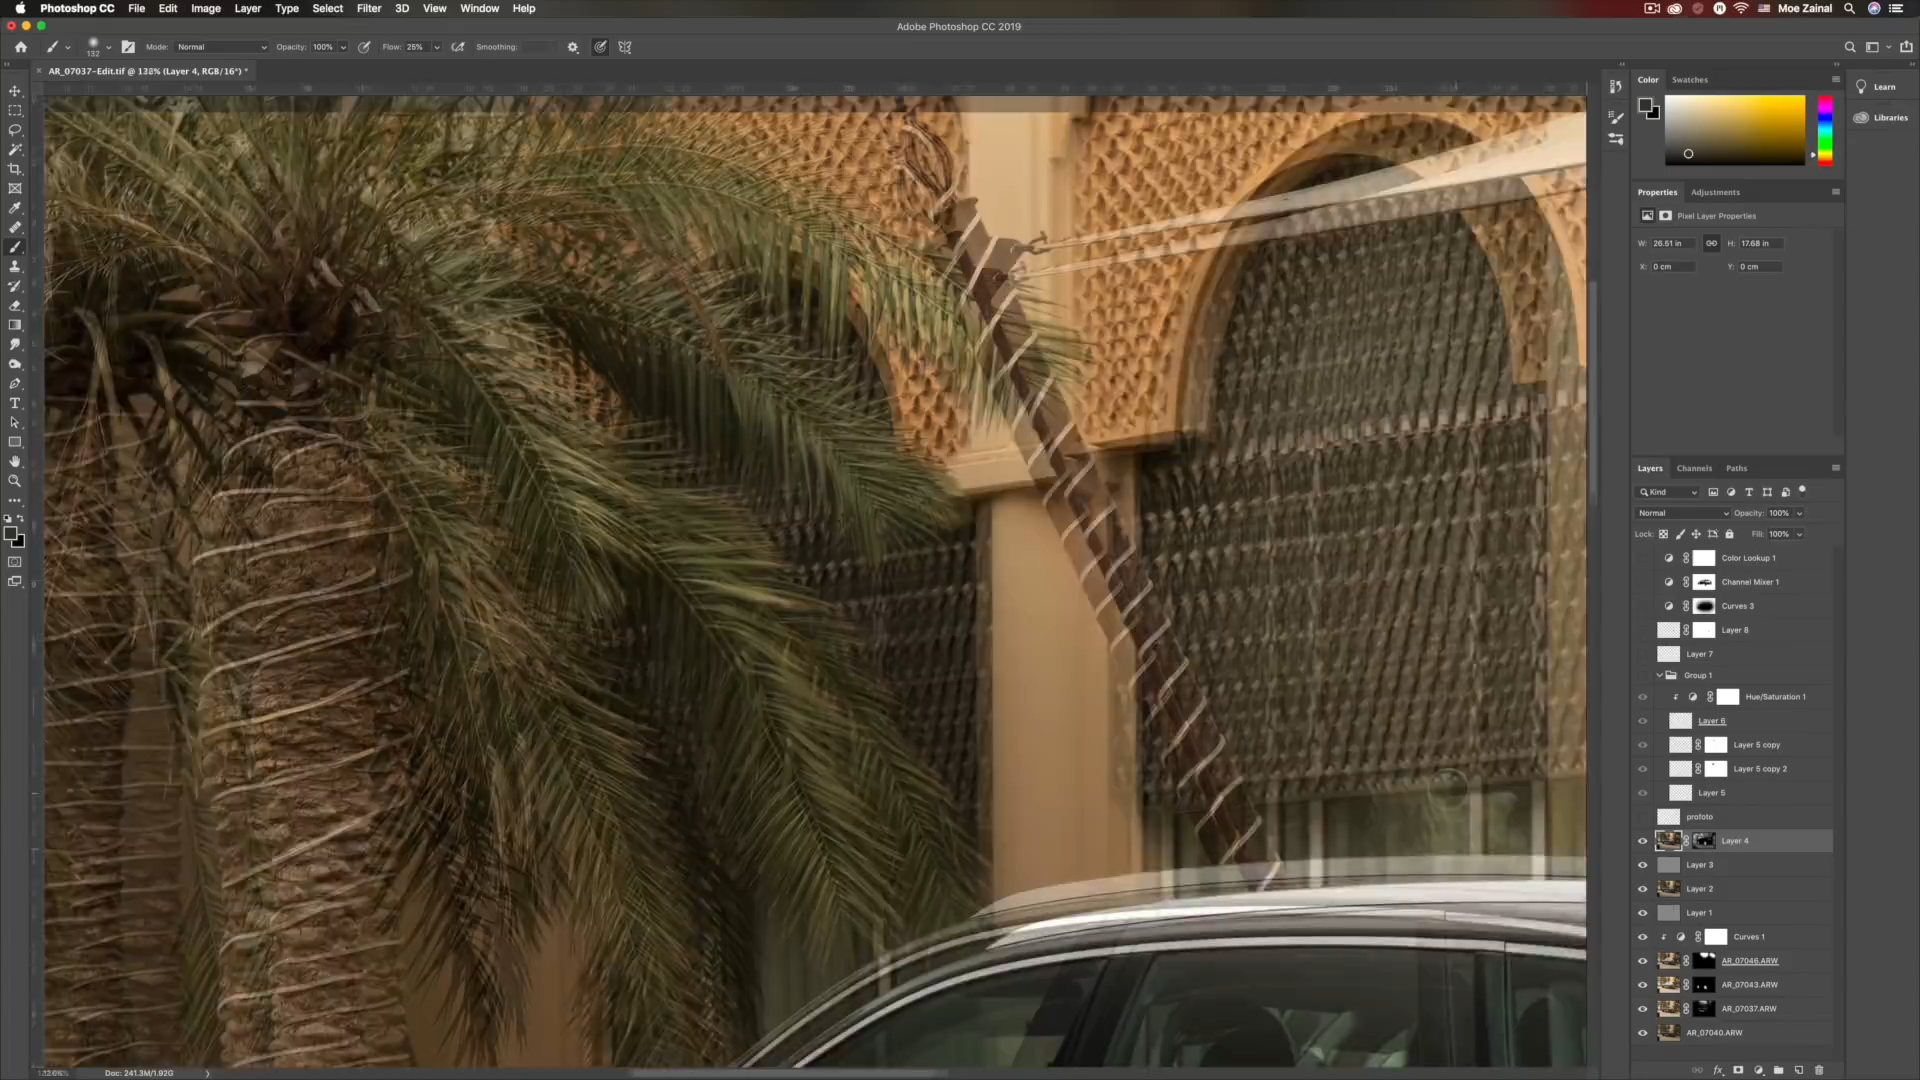 Photoshop CC File Edit Image Layer Type Select Filter 3D View Window Help Moe Zainal
Adobe Photoshop CC 2019
132 Mode: Normal Opacity: 100% Flow: 25% Smoothing:
AR_07037-Edit.tif @ 138% (Layer 4, RGB/16*) *
Color Swatches
Learn
Libraries
Properties Adjustments
Pixel Layer Properties
W: 26.51 in H: 17.68 in
X: 0 cm Y: 0 cm
Layers Channels Paths
Kind
Normal Opacity: 100%
Lock: Fill: 100%
Color Lookup 1
Channel Mixer 1
Curves 3
Layer 8
Layer 7
Group 1
Hue/Saturation 1
Layer 6
Layer 5 copy
Layer 5 copy 2
Layer 5
profoto
Layer 4
Layer 3
Layer 2
Layer 1
Curves 1
AR_07046.ARW
AR_07043.ARW
AR_07037.ARW
AR_07040.ARW
Doc: 241.3M/1.92G